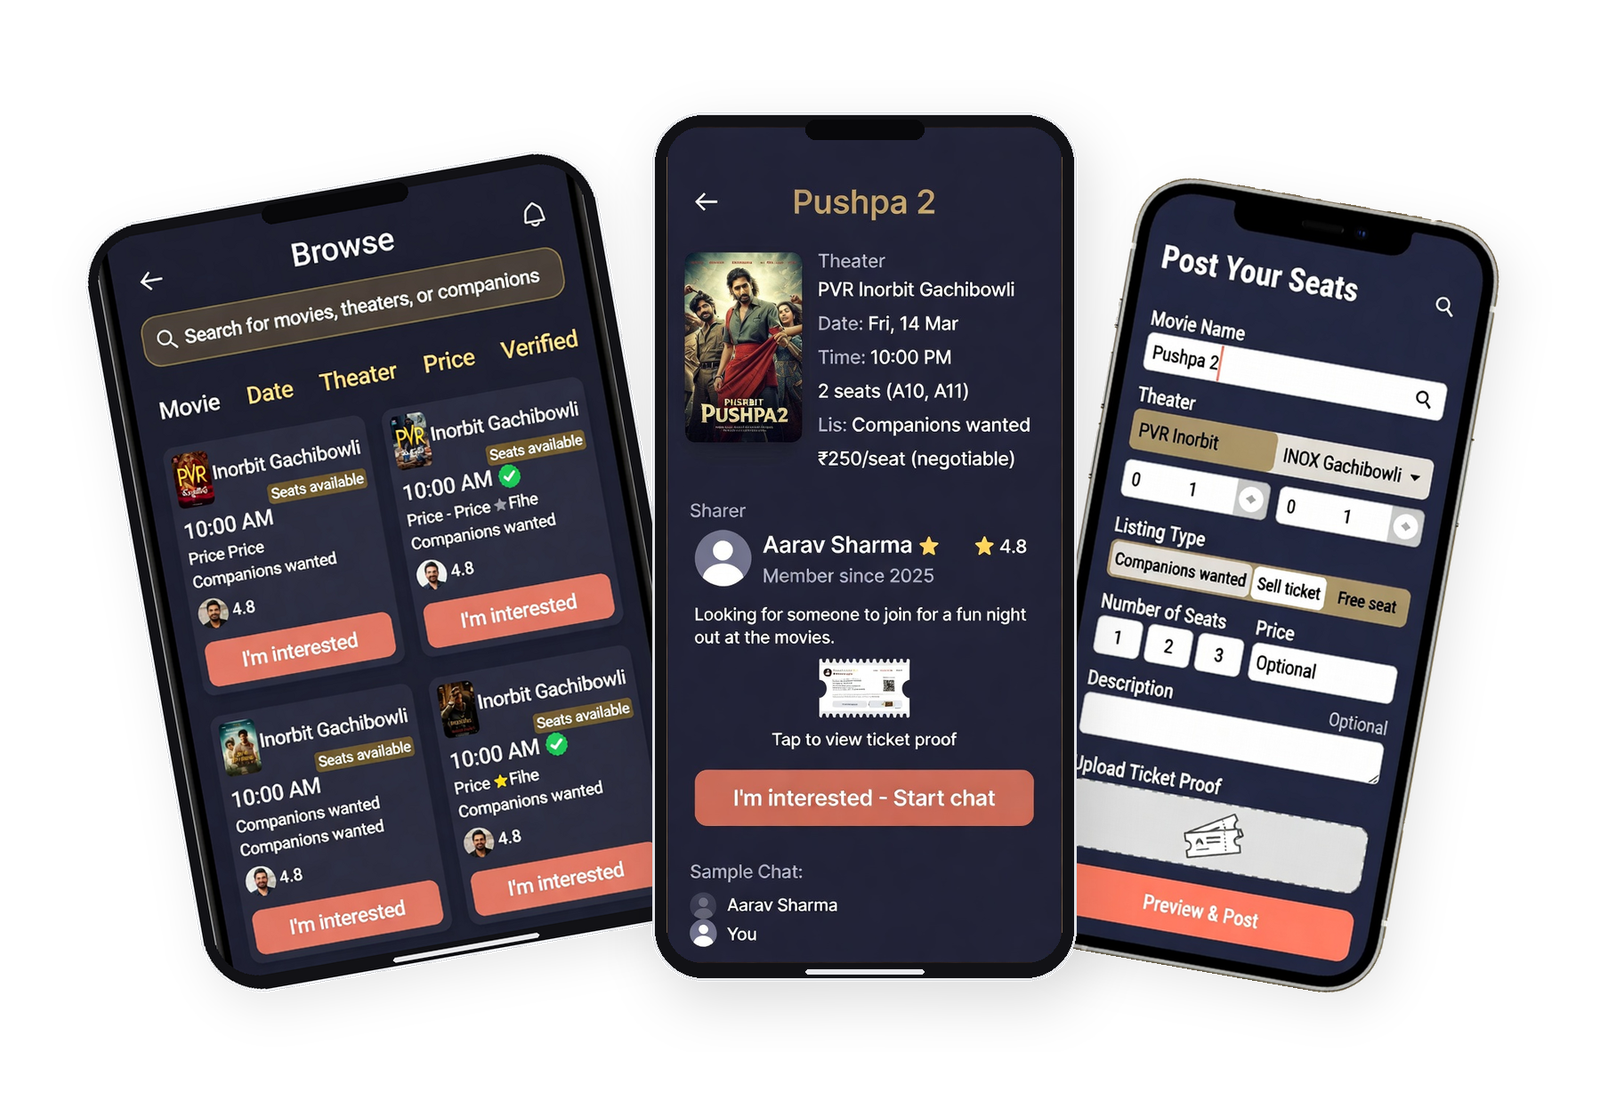 Browse
Search for movies, theaters, or companions
Movie Date Theater Price Verified
PVR
Inorbit Gachibowli
Seats available
10:00 AM
Price Price
Companions wanted
4.8
I'm interested
PVR
Inorbit Gachibowli
Seats available
10:00 AM
Price - Price Fihe
Companions wanted
4.8
I'm interested
Inorbit Gachibowli
Seats available
10:00 AM
Companions wanted
Companions wanted
4.8
I'm interested
Inorbit Gachibowli
Seats available
10:00 AM
Price Fihe
Companions wanted
4.8
I'm interested
Pushpa 2
PUSHPA2
Theater
PVR Inorbit Gachibowli
Date: Fri, 14 Mar
Time: 10:00 PM
2 seats (A10, A11)
Lis: Companions wanted
₹250/seat (negotiable)
Sharer
Aarav Sharma 4.8
Member since 2025
Looking for someone to join for a fun night
out at the movies.
Tap to view ticket proof
I'm interested - Start chat
Sample Chat:
Aarav Sharma
You
Post Your Seats
Movie Name
Pushpa 2
Theater
PVR Inorbit INOX Gachibowli
0 1 0 1
Listing Type
Companions wanted Sell ticket Free seat
Number of Seats Price
1 2 3 Optional
Description
Optional
Upload Ticket Proof
Preview & Post